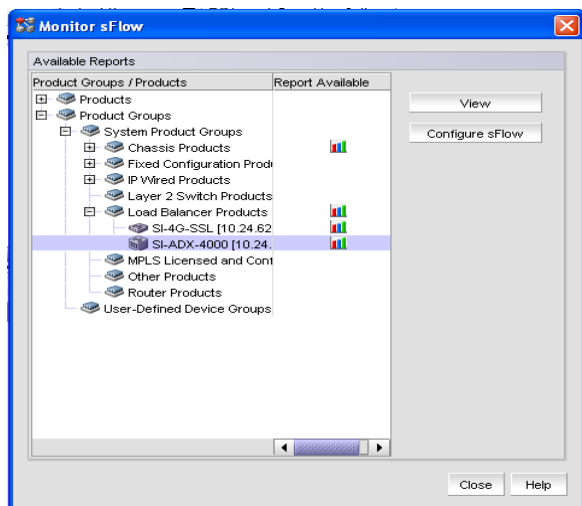 Monitor sFlow
Available Reports
Product Groups / Products Report Available
Products
Product Groups
System Product Groups
Chassis Products
Fixed Configuration Prod
IP Wired Products
Layer 2 Switch Products
Load Balancer Products
SI-4G-SSL [10.24.62
SI-ADX-4000 [10.24.
MPLS Licensed and Conf
Other Products
Router Products
User-Defined Device Groups
View
Configure sFlow
Close Help